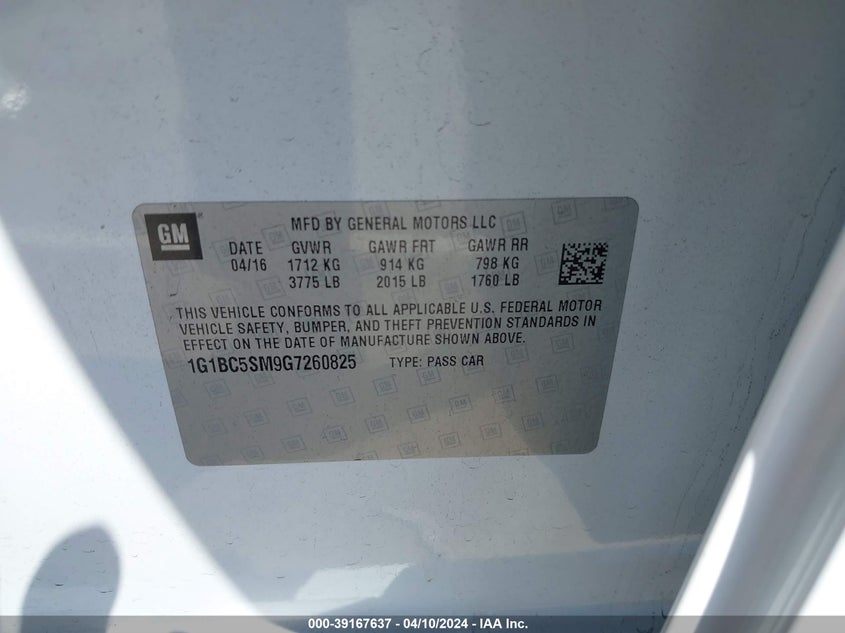 GM
MFD BY GENERAL MOTORS LLC
DATE GVWR GAWR FRT GAWR RR
04/16 1712 KG 914 KG 798 KG
3775 LB 2015 LB 1760 LB
THIS VEHICLE CONFORMS TO ALL APPLICABLE U.S. FEDERAL MOTOR
VEHICLE SAFETY, BUMPER, AND THEFT PREVENTION STANDARDS IN
EFFECT ON THE DATE OF MANUFACTURE SHOWN ABOVE.
1G1BC5SM9G7260825 TYPE: PASS CAR
000-39167637 - 04/10/2024 - IAA Inc.